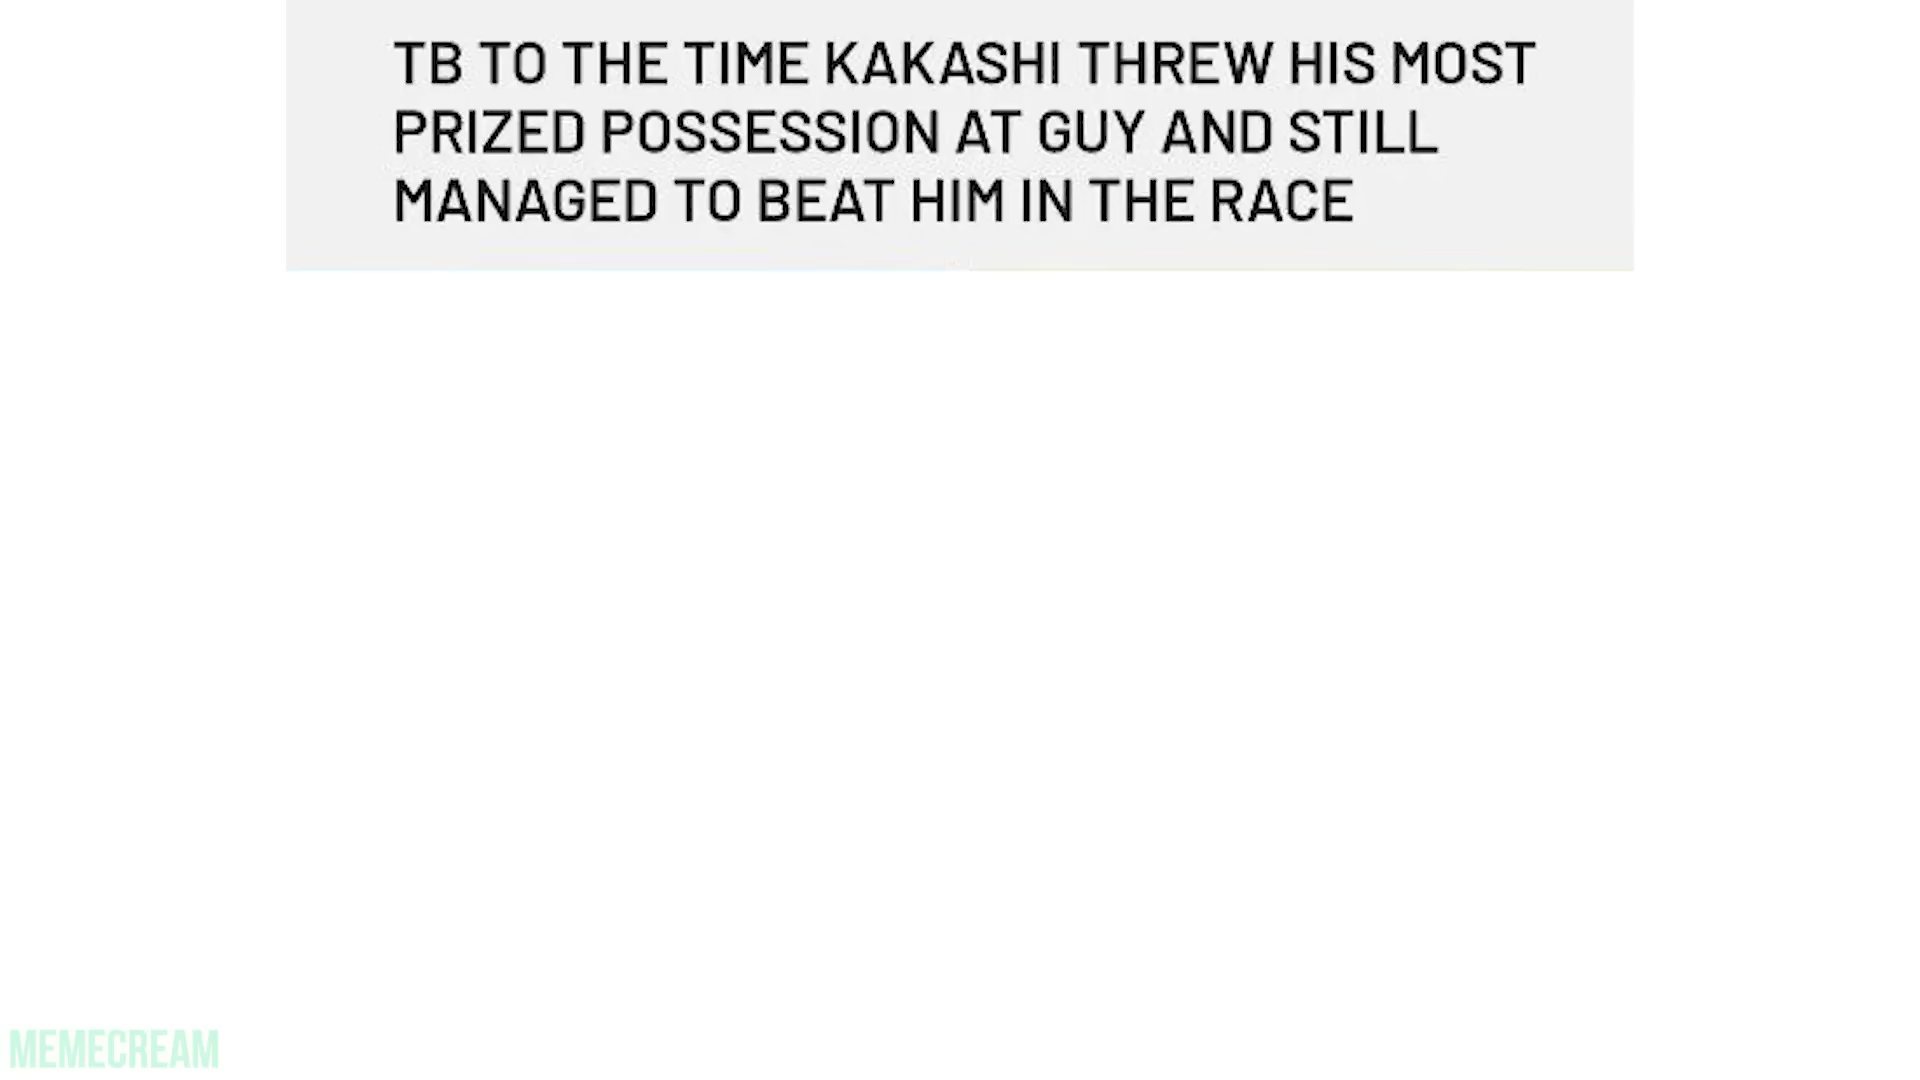 TB TO THE TIME KAKASHI THREW HIS MOST
PRIZED POSSESSION AT GUY AND STILL
MANAGED TO BEAT HIM IN THE RACE
MEMECREAM